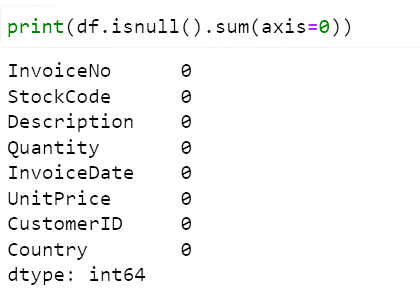 print(df.isnull().sum(axis=0))
InvoiceNo 0
StockCode 0
Description 0
Quantity 0
InvoiceDate 0
UnitPrice 0
CustomerID 0
Country 0
dtype: int64